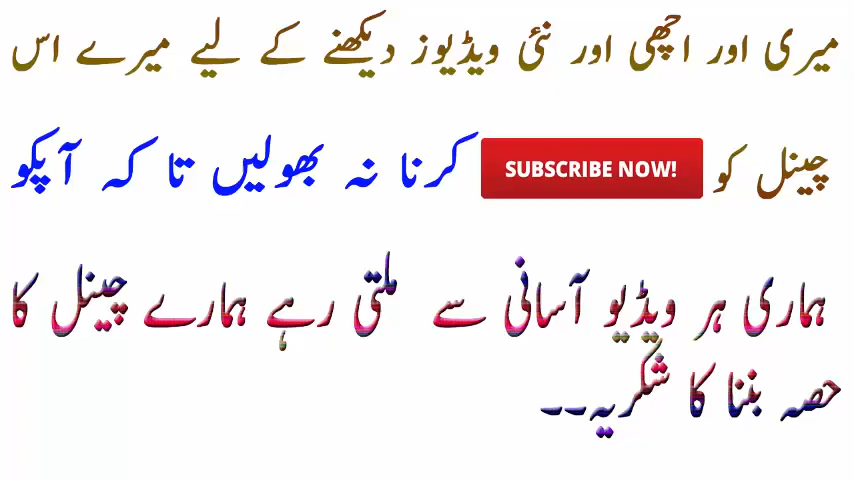 میری اور اچھی اور نئی ویڈیوز دیکھنے کے لیے میرے اس
چینل کو SUBSCRIBE NOW! کرنا نہ بھولیں تا کہ آپکو
ہماری ہر ویڈیو آسانی سے ملتی رہے ہمارے چینل کا
حصہ بننا کا شکریہ۔۔